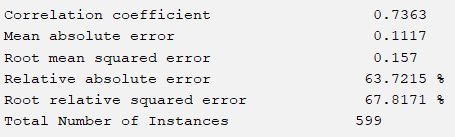 Correlation coefficient 0.7363
Mean absolute error 0.1117
Root mean squared error 0.157
Relative absolute error 63.7215 %
Root relative squared error 67.8171 %
Total Number of Instances 599